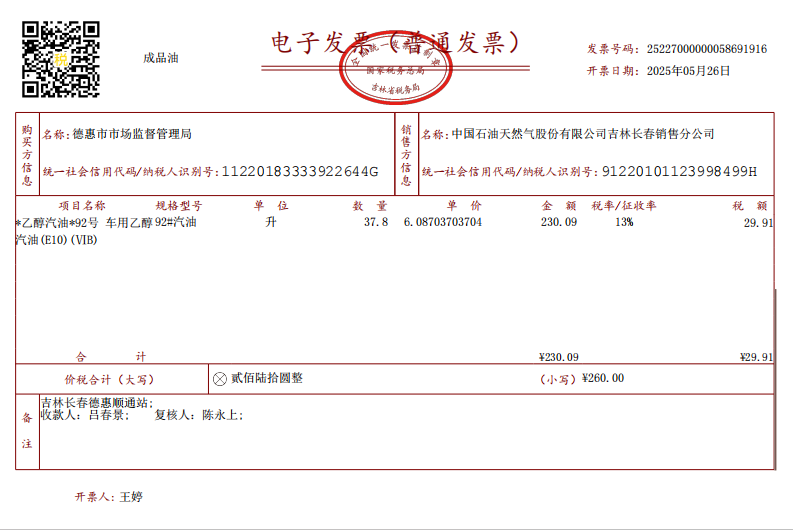 成品油
电子发票（普通发票）
全国统一发票监制章
国家税务总局
吉林省税务局
发票号码：25227000000058691916
开票日期：2025年05月26日
购买方信息
名称：德惠市市场监督管理局
统一社会信用代码/纳税人识别号：11220183333922644G
销售方信息
名称：中国石油天然气股份有限公司吉林长春销售分公司
统一社会信用代码/纳税人识别号：91220101123998499H
项目名称 规格型号 单位 数量 单价 金额 税率/征收率 税额
*乙醇汽油*92号 车用乙醇 92#汽油 升 37.8 6.08703703704 230.09 13% 29.91
汽油(E10)(VIB)
合计 ¥230.09 ¥29.91
价税合计（大写） ⊗ 贰佰陆拾圆整 （小写）¥260.00
备注
吉林长春德惠顺通站;
收款人：吕春景; 复核人：陈永上;
开票人：王婷
税